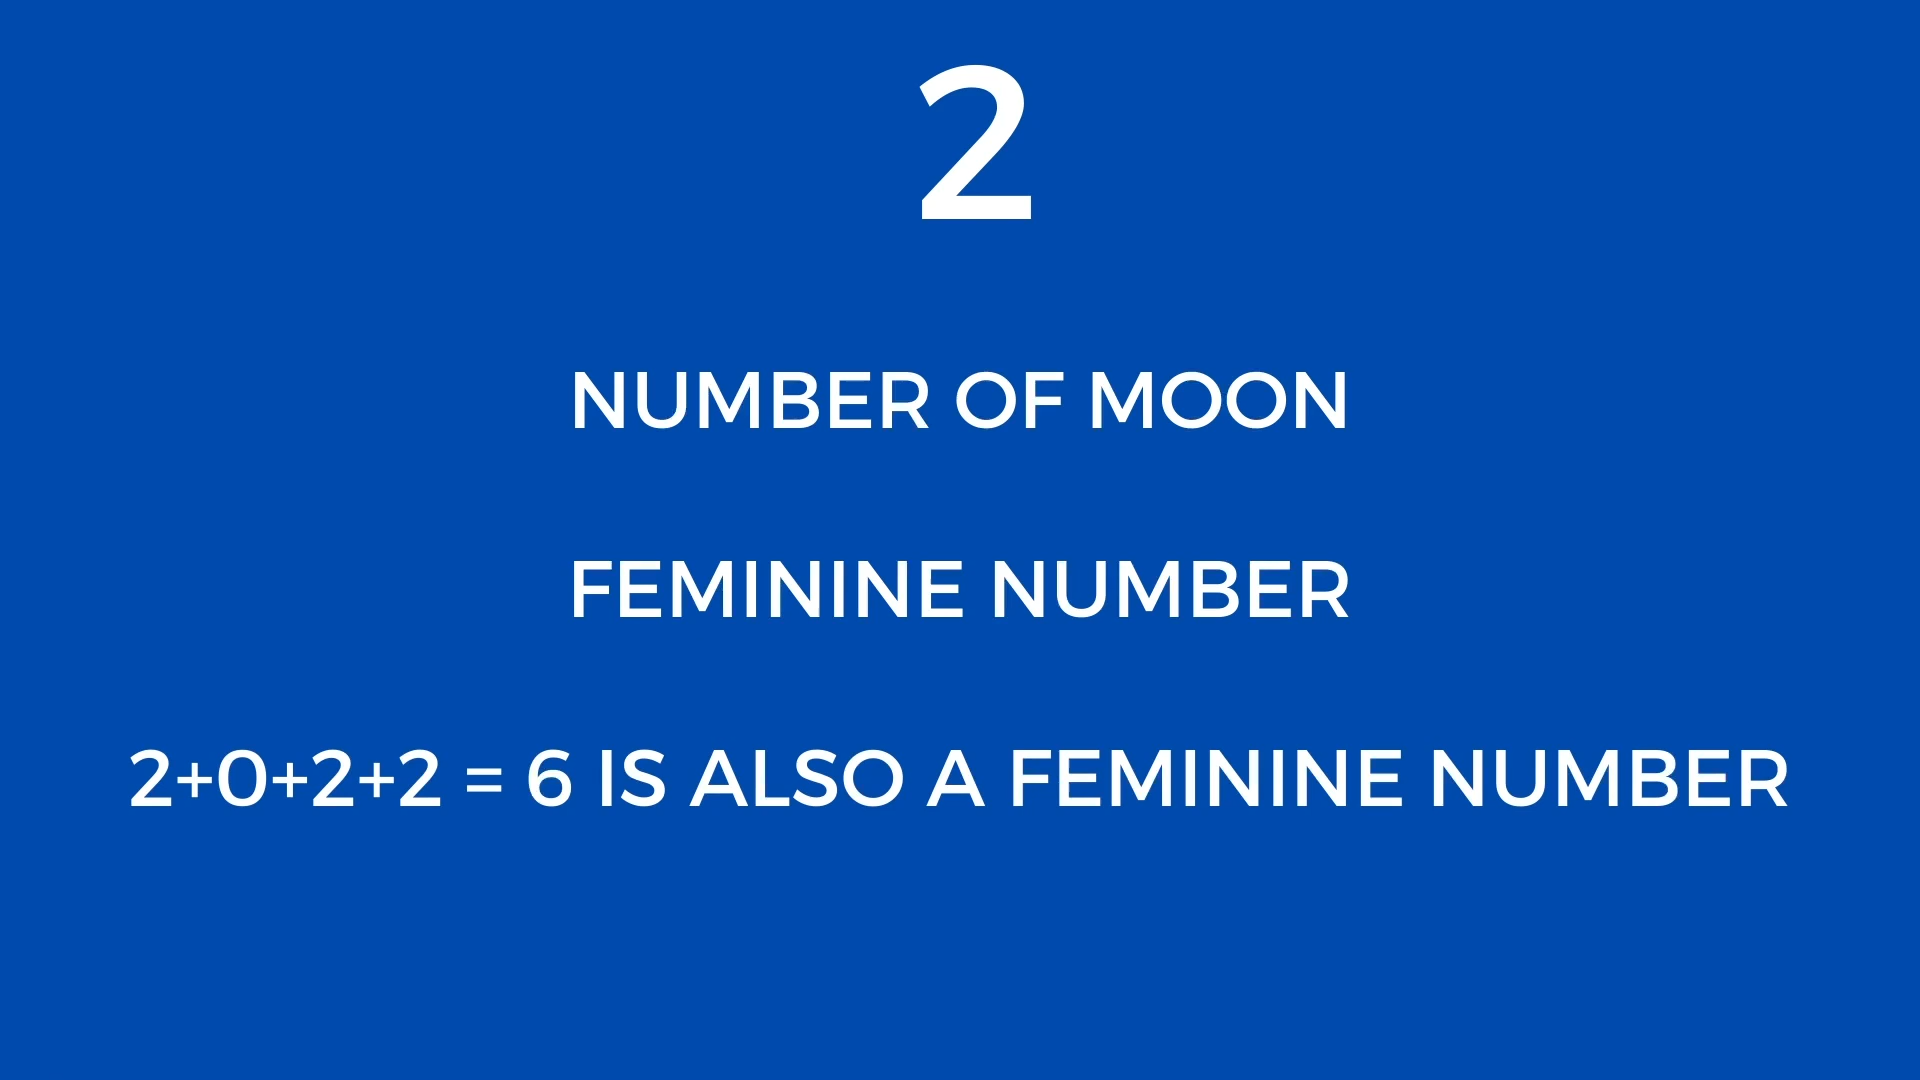 2
NUMBER OF MOON
FEMININE NUMBER
2+0+2+2 = 6 IS ALSO A FEMININE NUMBER